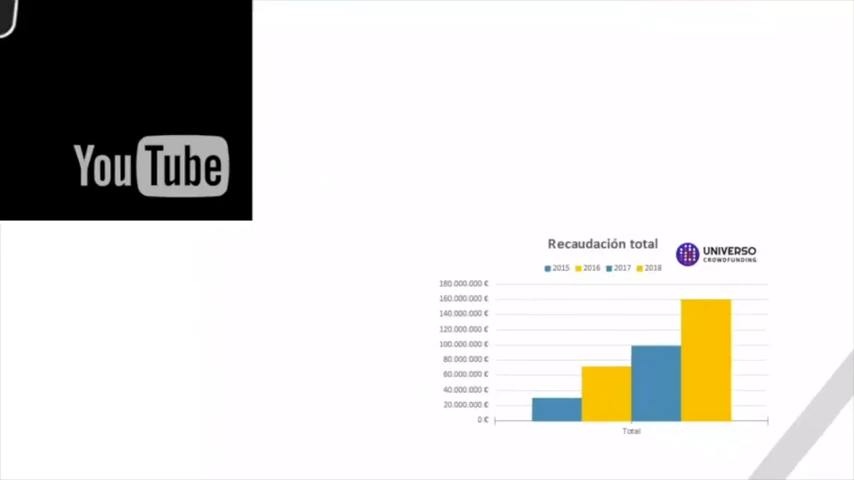 YouTube
Recaudación total
UNIVERSO
CROWDFUNDING
2015 2016 2017 2018
180.000.000 €
160.000.000 €
140.000.000 €
120.000.000 €
100.000.000 €
80.000.000 €
60.000.000 €
40.000.000 €
20.000.000 €
0 €
Total